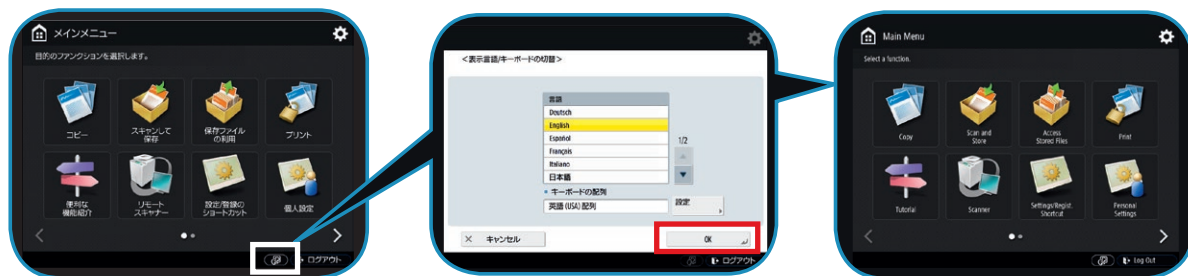 メインメニュー
目的のファンクションを選択します。
コピー
スキャンして
保存
保存ファイル
の利用
プリント
便利な
機能紹介
リモート
スキャナー
設定/登録の
ショートカット
個人設定
ログアウト
<表示言語/キーボードの切替>
言語
Deutsch
English
Español
Français
Italiano
日本語
1/2
キーボードの配列
英語 (USA) 配列
設定
× キャンセル
OK
ログアウト
Main Menu
Select a function.
Copy
Scan and
Store
Access
Stored Files
Print
Tutorial
Scanner
Settings/Regist.
Shortcut
Personal
Settings
Log Out